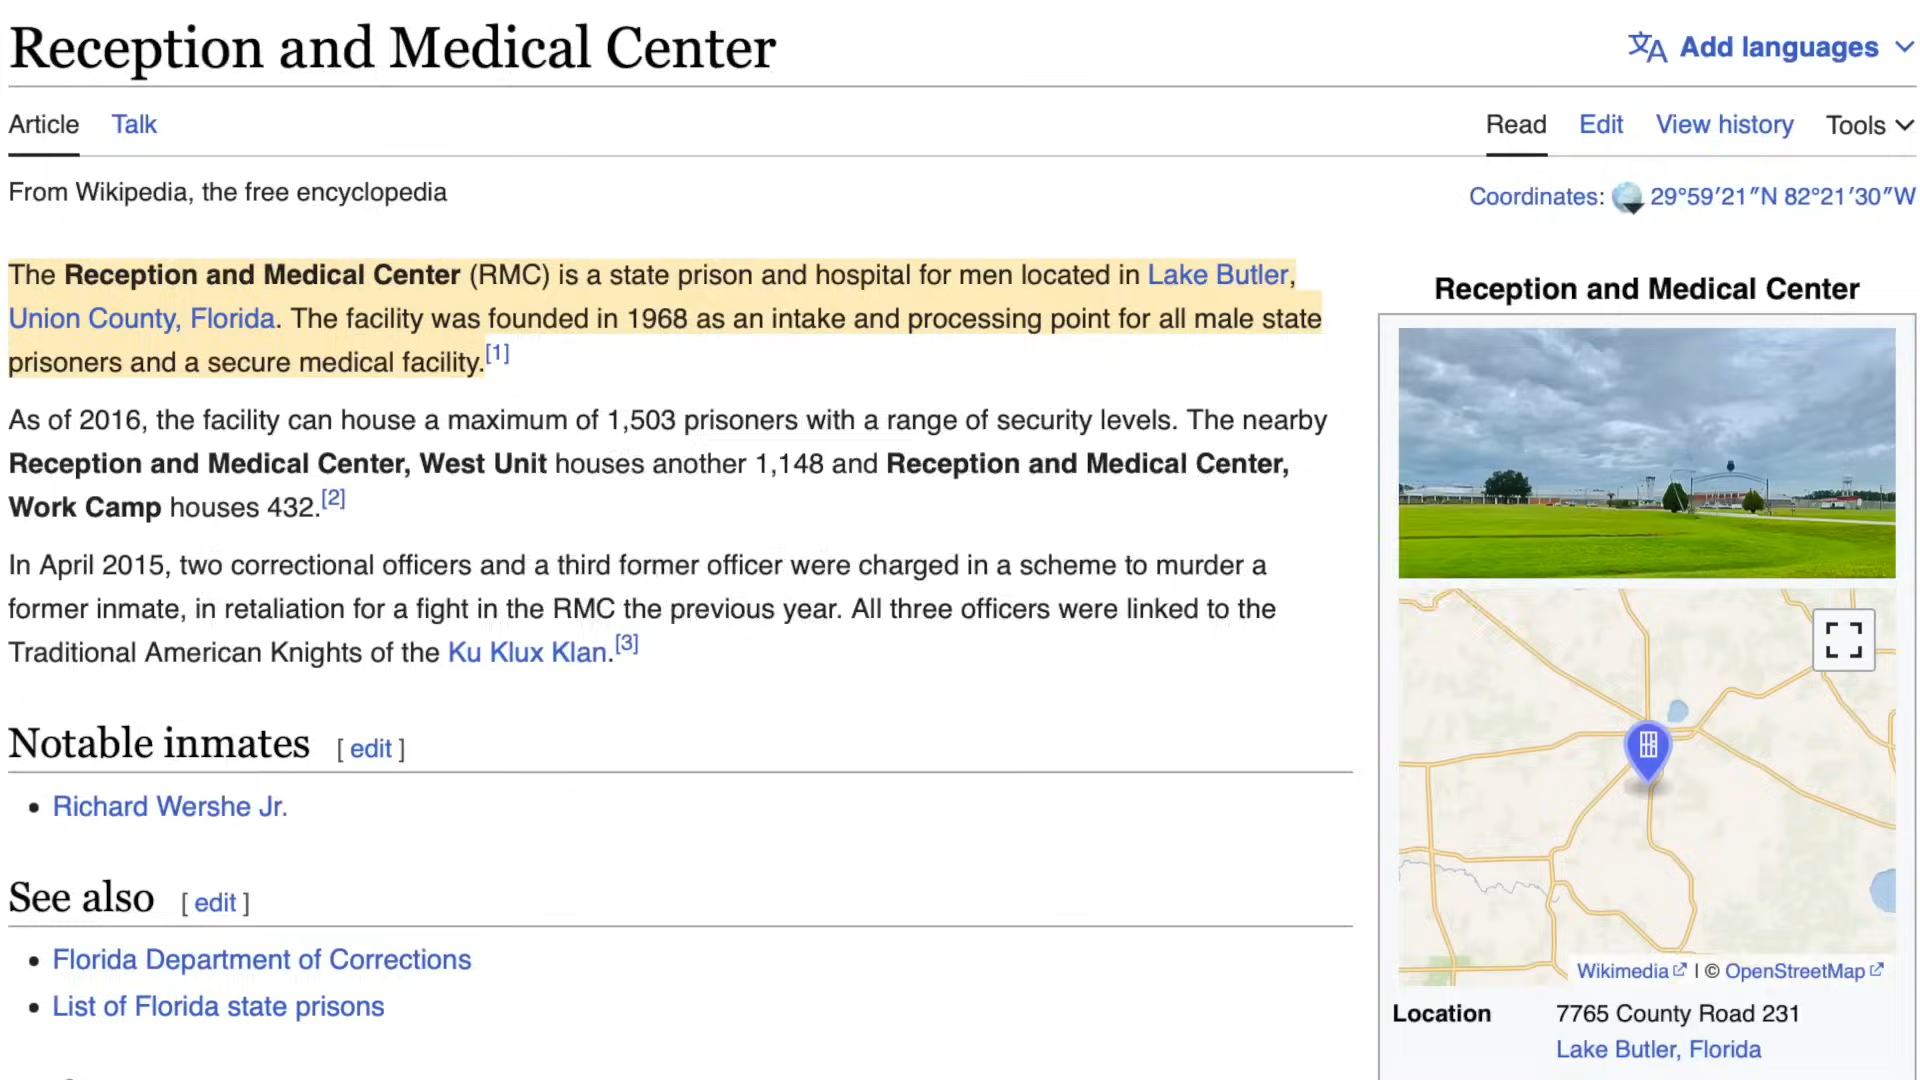 Reception and Medical Center
Add languages
Article Talk
Read Edit View history Tools
From Wikipedia, the free encyclopedia
Coordinates: 29°59′21″N 82°21′30″W
The Reception and Medical Center (RMC) is a state prison and hospital for men located in Lake Butler,
Union County, Florida. The facility was founded in 1968 as an intake and processing point for all male state
prisoners and a secure medical facility.[1]
As of 2016, the facility can house a maximum of 1,503 prisoners with a range of security levels. The nearby
Reception and Medical Center, West Unit houses another 1,148 and Reception and Medical Center,
Work Camp houses 432.[2]
In April 2015, two correctional officers and a third former officer were charged in a scheme to murder a
former inmate, in retaliation for a fight in the RMC the previous year. All three officers were linked to the
Traditional American Knights of the Ku Klux Klan.[3]
Notable inmates [ edit ]
• Richard Wershe Jr.
See also [ edit ]
• Florida Department of Corrections
• List of Florida state prisons
Reception and Medical Center
Wikimedia | © OpenStreetMap
Location 7765 County Road 231
Lake Butler, Florida